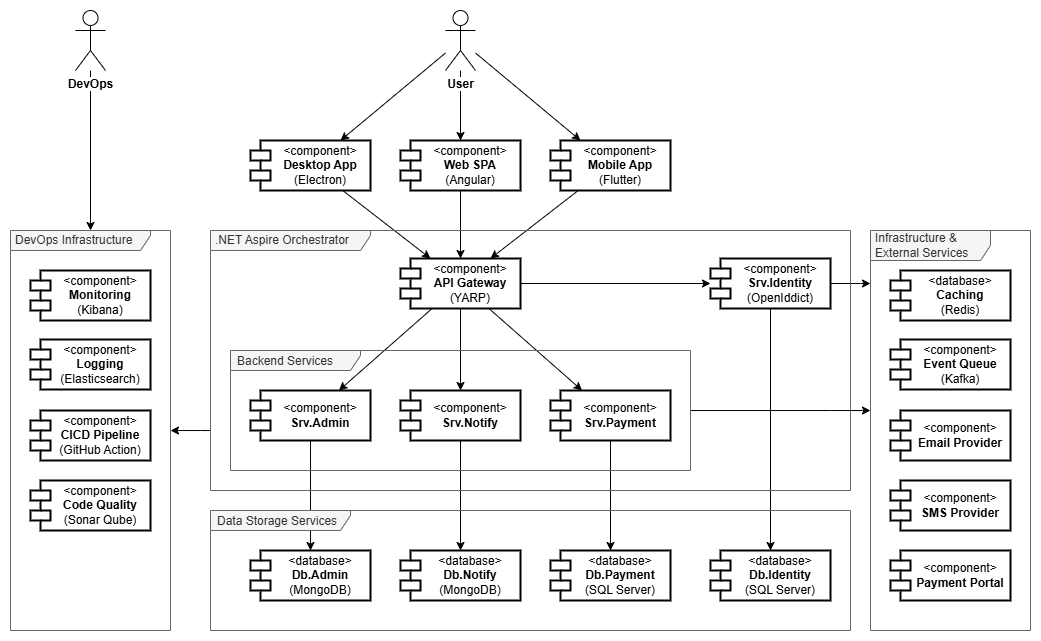 DevOps
User
<component>
Desktop App
(Electron)
<component>
Web SPA
(Angular)
<component>
Mobile App
(Flutter)
DevOps Infrastructure
<component>
Monitoring
(Kibana)
<component>
Logging
(Elasticsearch)
<component>
CICD Pipeline
(GitHub Action)
<component>
Code Quality
(Sonar Qube)
.NET Aspire Orchestrator
<component>
API Gateway
(YARP)
<component>
Srv.Identity
(OpenIddict)
Backend Services
<component>
Srv.Admin
<component>
Srv.Notify
<component>
Srv.Payment
Data Storage Services
<database>
Db.Admin
(MongoDB)
<database>
Db.Notify
(MongoDB)
<database>
Db.Payment
(SQL Server)
<database>
Db.Identity
(SQL Server)
Infrastructure &
External Services
<database>
Caching
(Redis)
<component>
Event Queue
(Kafka)
<component>
Email Provider
<component>
SMS Provider
<component>
Payment Portal